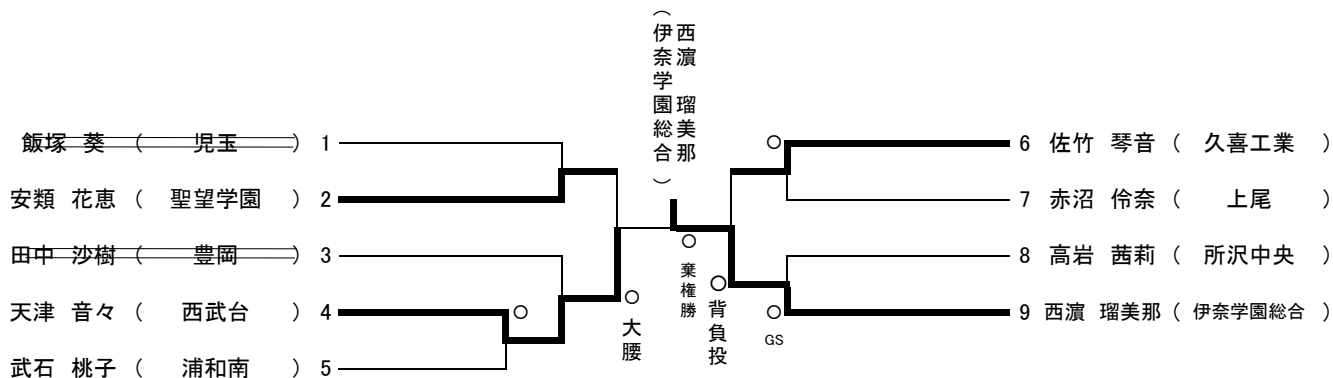 西濵 瑠美那
（伊奈学園総合）
飯塚 葵 （ 児玉 ） 1
安類 花恵 （ 聖望学園 ） 2
田中 沙樹 （ 豊岡 ） 3
天津 音々 （ 西武台 ） 4
武石 桃子 （ 浦和南 ） 5
○
○
大腰
○
棄権勝
○
背負投
○
○
GS
6 佐竹 琴音 （ 久喜工業 ）
7 赤沼 伶奈 （ 上尾 ）
8 高岩 茜莉 （ 所沢中央 ）
9 西濵 瑠美那 （ 伊奈学園総合 ）